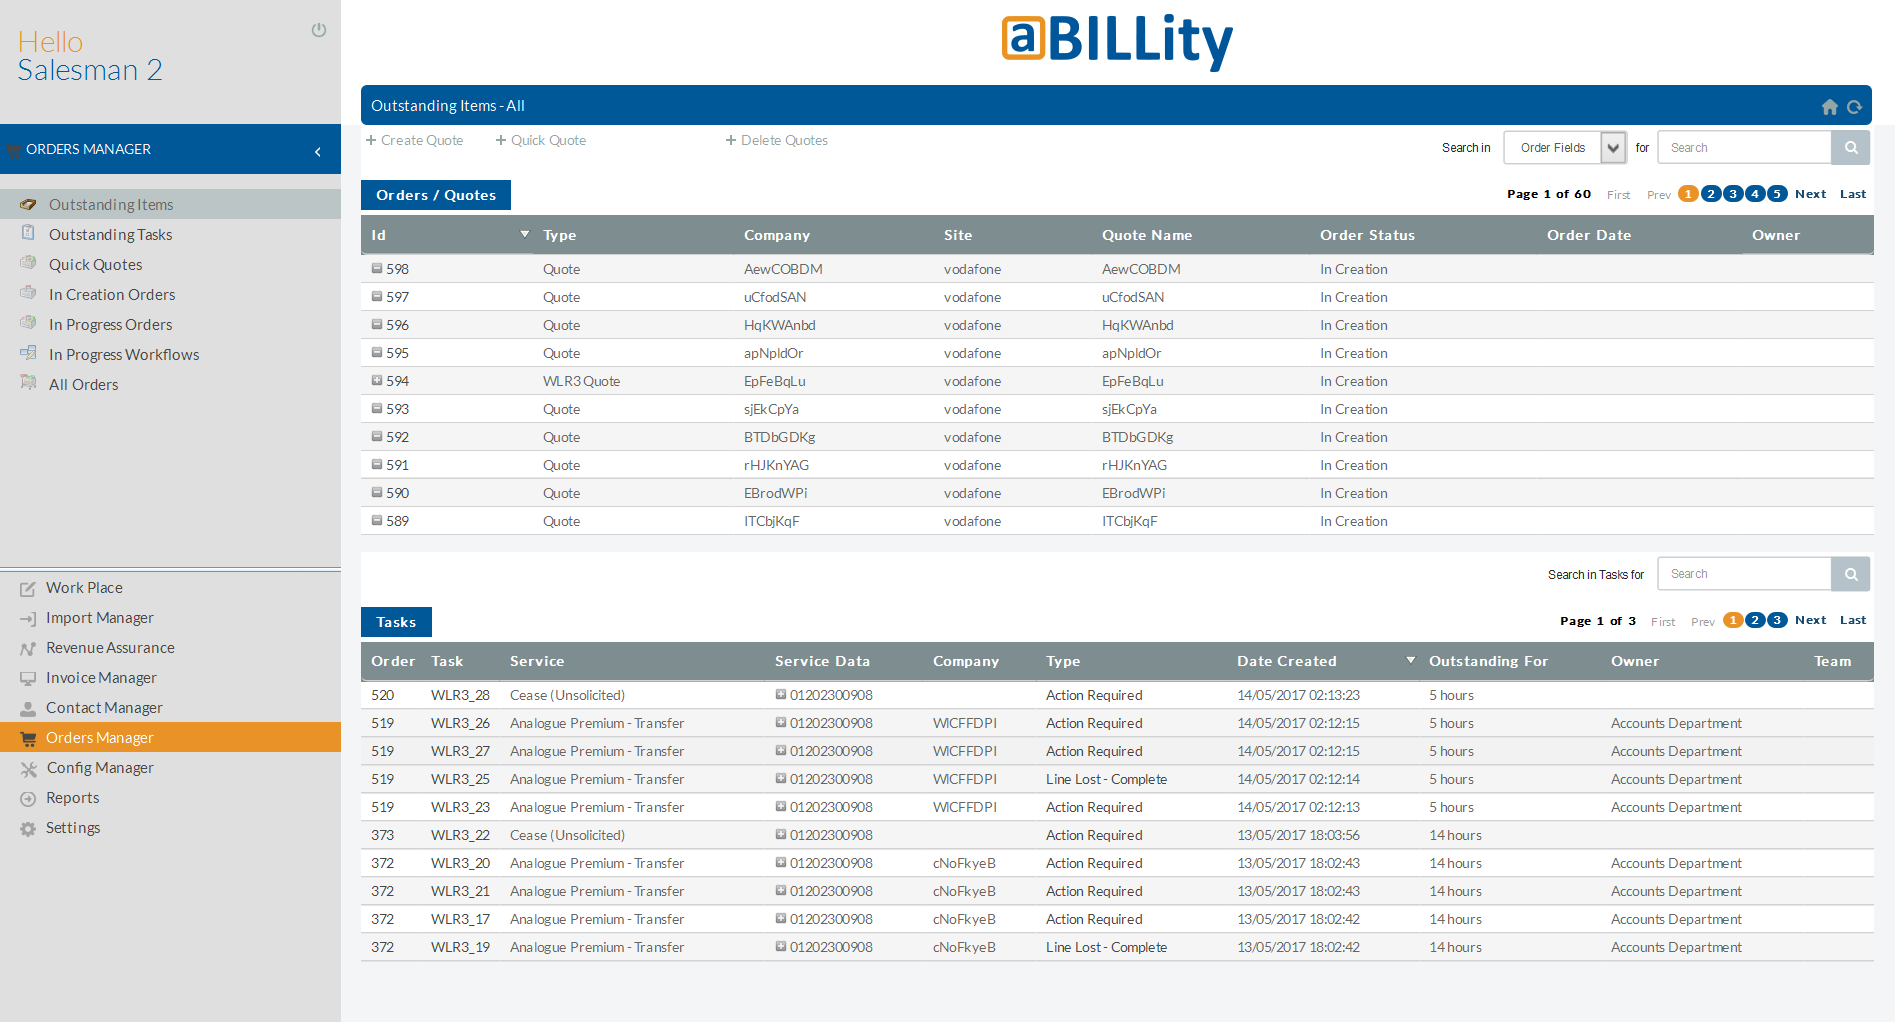 Hello
Salesman 2
ORDERS MANAGER
Outstanding Items
Outstanding Tasks
Quick Quotes
In Creation Orders
In Progress Orders
In Progress Workflows
All Orders
Work Place
Import Manager
Revenue Assurance
Invoice Manager
Contact Manager
Orders Manager
Config Manager
Reports
Settings
aBILLity
Outstanding Items - All
+ Create Quote + Quick Quote + Delete Quotes Search in Order Fields for Search
Orders / Quotes Page 1 of 60 First Prev 1 2 3 4 5 Next Last
Id Type Company Site Quote Name Order Status Order Date Owner
598 Quote AewCOBDM vodafone AewCOBDM In Creation
597 Quote uCfodSAN vodafone uCfodSAN In Creation
596 Quote HqKWAnbd vodafone HqKWAnbd In Creation
595 Quote apNpldOr vodafone apNpldOr In Creation
594 WLR3 Quote EpFeBqLu vodafone EpFeBqLu In Creation
593 Quote sjEkCpYa vodafone sjEkCpYa In Creation
592 Quote BTDbGDKg vodafone BTDbGDKg In Creation
591 Quote rHJKnYAG vodafone rHJKnYAG In Creation
590 Quote EBrodWPi vodafone EBrodWPi In Creation
589 Quote ITCbjKqF vodafone ITCbjKqF In Creation
Search in Tasks for Search
Tasks Page 1 of 3 First Prev 1 2 3 Next Last
Order Task Service Service Data Company Type Date Created Outstanding For Owner Team
520 WLR3_28 Cease (Unsolicited) 01202300908 Action Required 14/05/2017 02:13:23 5 hours
519 WLR3_26 Analogue Premium - Transfer 01202300908 WICFFDPI Action Required 14/05/2017 02:12:15 5 hours Accounts Department
519 WLR3_27 Analogue Premium - Transfer 01202300908 WICFFDPI Action Required 14/05/2017 02:12:15 5 hours Accounts Department
519 WLR3_25 Analogue Premium - Transfer 01202300908 WICFFDPI Line Lost - Complete 14/05/2017 02:12:14 5 hours Accounts Department
519 WLR3_23 Analogue Premium - Transfer 01202300908 WICFFDPI Action Required 14/05/2017 02:12:13 5 hours Accounts Department
373 WLR3_22 Cease (Unsolicited) 01202300908 Action Required 13/05/2017 18:03:56 14 hours
372 WLR3_20 Analogue Premium - Transfer 01202300908 cNoFkyeB Action Required 13/05/2017 18:02:43 14 hours Accounts Department
372 WLR3_21 Analogue Premium - Transfer 01202300908 cNoFkyeB Action Required 13/05/2017 18:02:43 14 hours Accounts Department
372 WLR3_17 Analogue Premium - Transfer 01202300908 cNoFkyeB Action Required 13/05/2017 18:02:42 14 hours Accounts Department
372 WLR3_19 Analogue Premium - Transfer 01202300908 cNoFkyeB Line Lost - Complete 13/05/2017 18:02:42 14 hours Accounts Department